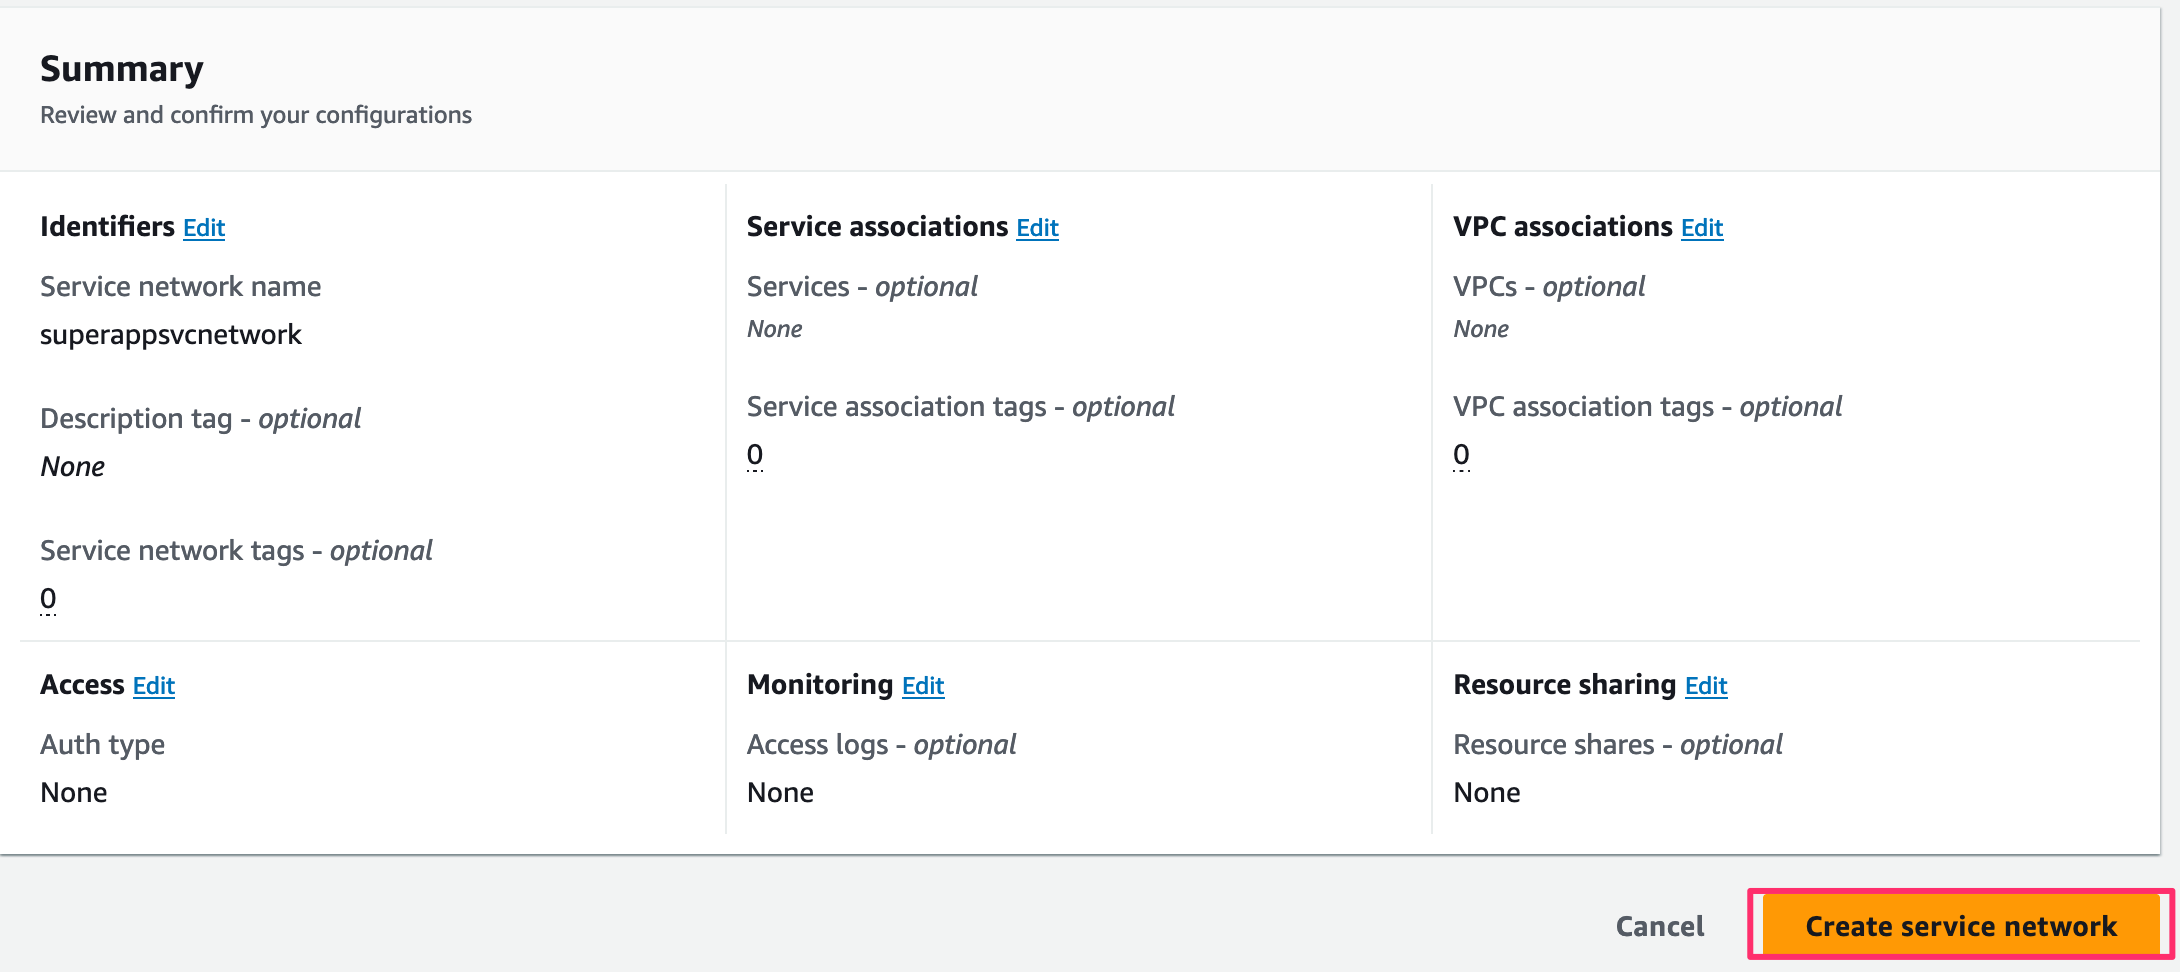 Summary
Review and confirm your configurations
Identifiers Edit
Service network name
superappsvcnetwork
Description tag - optional
None
Service network tags - optional
0
Service associations Edit
Services - optional
None
Service association tags - optional
0
VPC associations Edit
VPCs - optional
None
VPC association tags - optional
0
Access Edit
Auth type
None
Monitoring Edit
Access logs - optional
None
Resource sharing Edit
Resource shares - optional
None
Cancel
Create service network